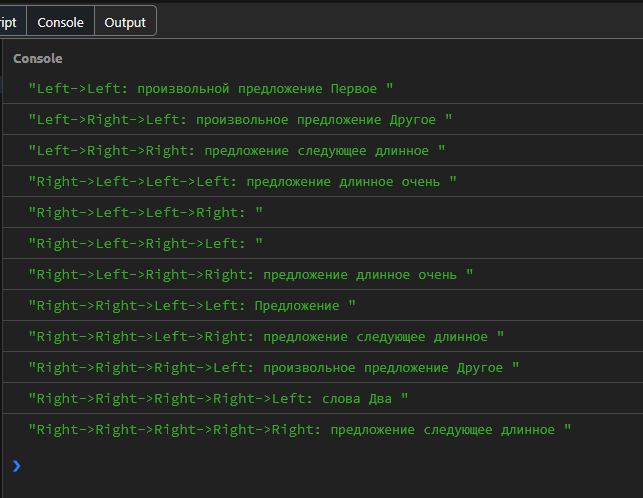 ipt Console Output
Console
"Left->Left: произвольной предложение Первое "
"Left->Right->Left: произвольное предложение Другое "
"Left->Right->Right: предложение следующее длинное "
"Right->Left->Left->Left: предложение длинное очень "
"Right->Left->Left->Right: "
"Right->Left->Right->Left: "
"Right->Left->Right->Right: предложение длинное очень "
"Right->Right->Left->Left: Предложение "
"Right->Right->Left->Right: предложение следующее длинное "
"Right->Right->Right->Left: произвольное предложение Другое "
"Right->Right->Right->Right->Left: слова Два "
"Right->Right->Right->Right->Right: предложение следующее длинное "